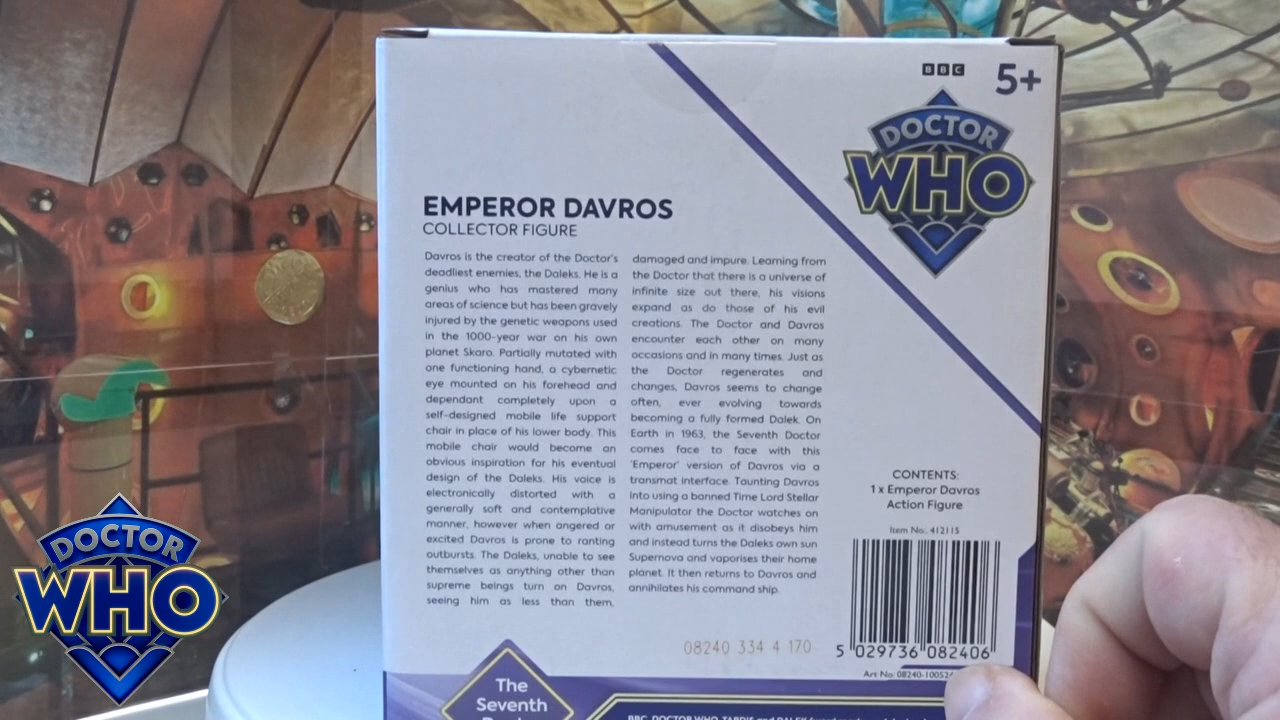 BBC 5+
DOCTOR
WHO
EMPEROR DAVROS
COLLECTOR FIGURE
Davros is the creator of the Doctor's
deadliest enemies, the Daleks. He is a
genius who has mastered many
areas of science but has been gravely
injured by the genetic weapons used
in the 1000-year war on his own
planet Skaro. Partially mutated with
one functioning hand, a cybernetic
eye mounted on his forehead and
dependant completely upon a
self-designed mobile life support
chair in place of his lower body. This
mobile chair would become an
obvious inspiration for his eventual
design of the Daleks. His voice is
electronically distorted with a
generally soft and contemplative
manner, however when angered or
excited Davros is prone to ranting
outbursts. The Daleks, unable to see
themselves as anything other than
supreme beings turn on Davros,
seeing him as less than them,
damaged and impure. Learning from
the Doctor that there is a universe of
infinite size out there, his visions
expand as do those of his evil
creations. The Doctor and Davros
encounter each other on many
occasions and in many times. Just as
the Doctor regenerates and
changes, Davros seems to change
often, ever evolving towards
becoming a fully formed Dalek. On
Earth in 1963, the Seventh Doctor
comes face to face with this
'Emperor' version of Davros via a
transmat interface. Taunting Davros
into using a banned Time Lord Stellar
Manipulator the Doctor watches on
with amusement as it disobeys him
and instead turns the Daleks own sun
Supernova and vaporises their home
planet. It then returns to Davros and
annihilates his command ship.
CONTENTS:
1 x Emperor Davros
Action Figure
Item No. 412115
5 029736 082406
Art No: 08240-10052
08240 334 4 170
The
Seventh
DOCTOR
WHO